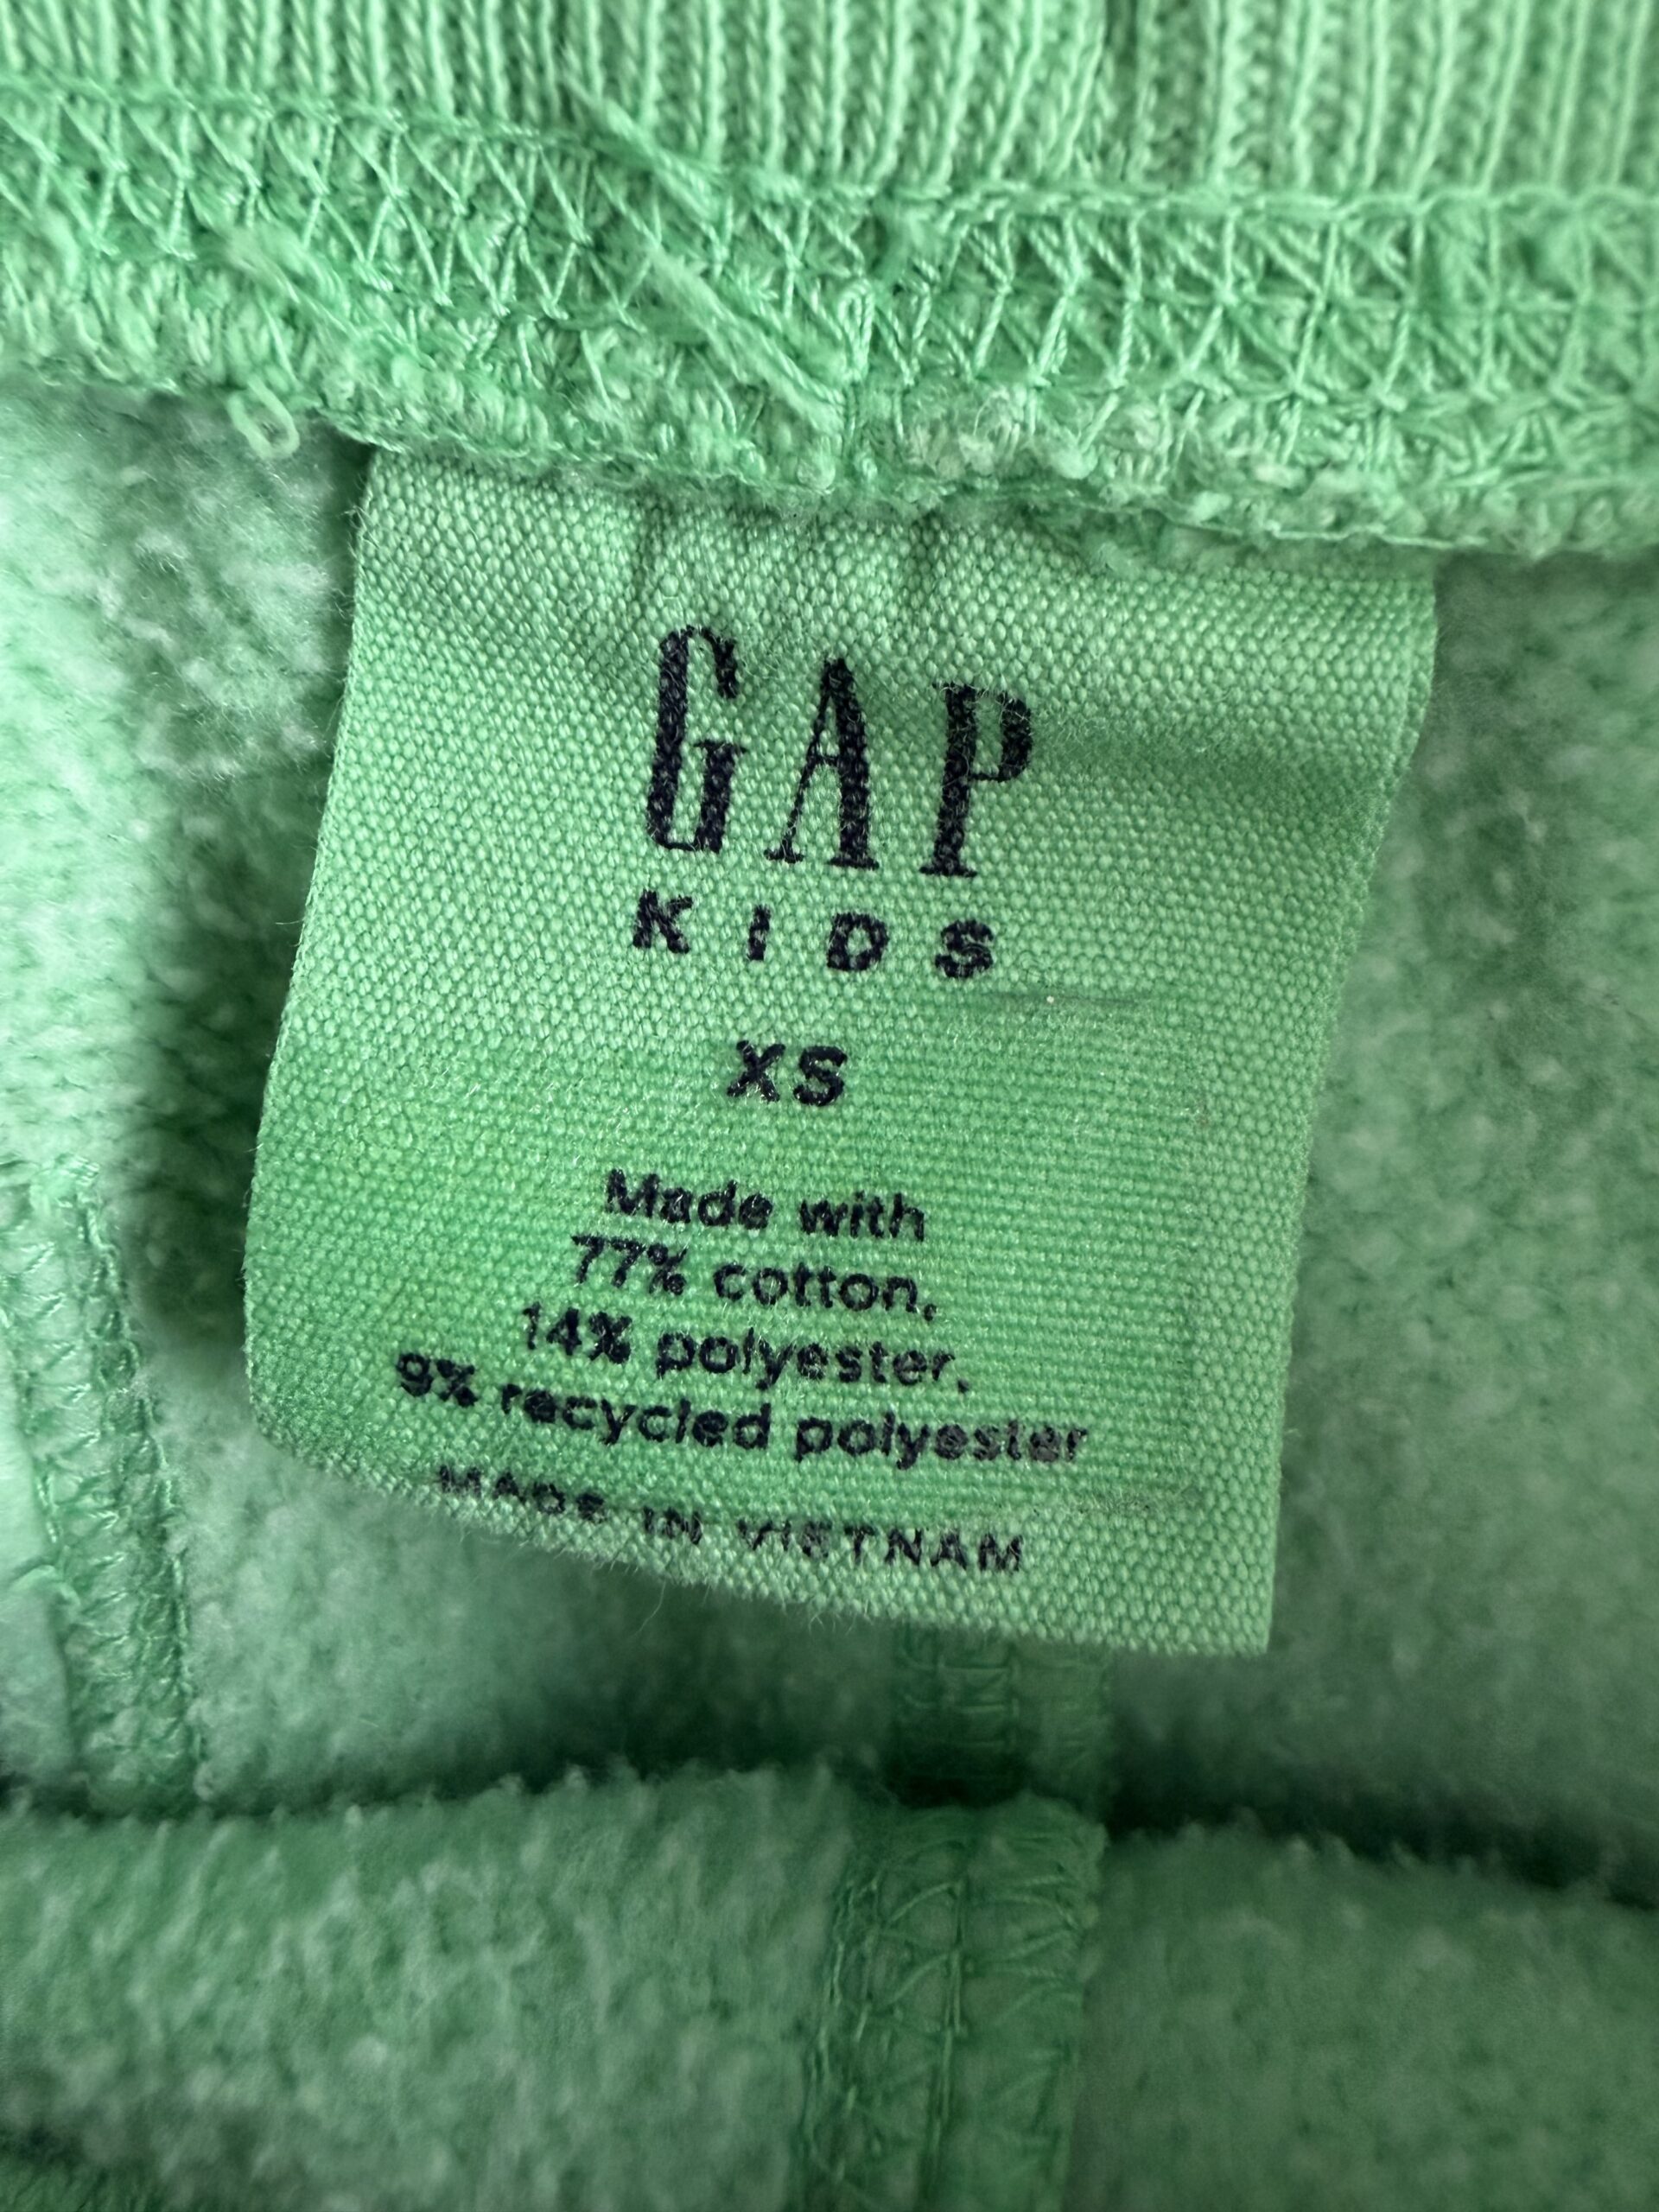 GAP
KIDS
XS
Made with
77% cotton,
14% polyester,
9% recycled polyester
MADE IN VIETNAM